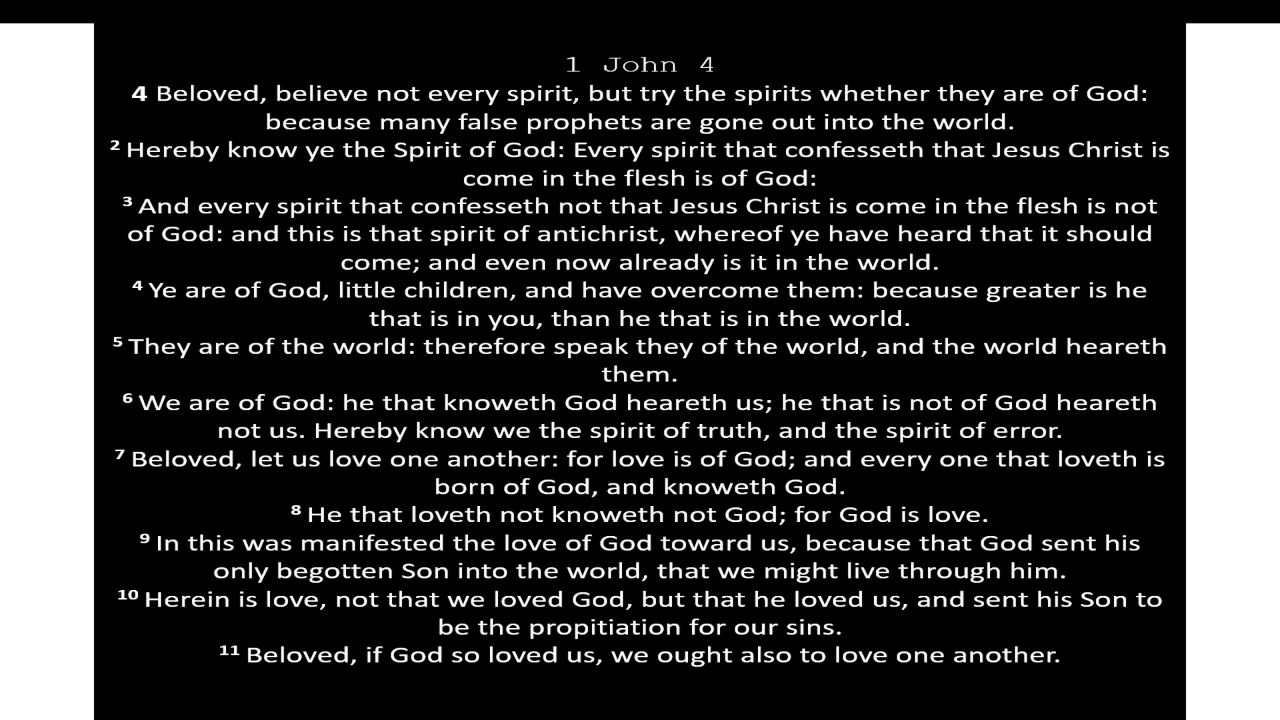 1 John 4
4 Beloved, believe not every spirit, but try the spirits whether they are of God:
because many false prophets are gone out into the world.
2 Hereby know ye the Spirit of God: Every spirit that confesseth that Jesus Christ is
come in the flesh is of God:
3 And every spirit that confesseth not that Jesus Christ is come in the flesh is not
of God: and this is that spirit of antichrist, whereof ye have heard that it should
come; and even now already is it in the world.
4 Ye are of God, little children, and have overcome them: because greater is he
that is in you, than he that is in the world.
5 They are of the world: therefore speak they of the world, and the world heareth
them.
6 We are of God: he that knoweth God heareth us; he that is not of God heareth
not us. Hereby know we the spirit of truth, and the spirit of error.
7 Beloved, let us love one another: for love is of God; and every one that loveth is
born of God, and knoweth God.
8 He that loveth not knoweth not God; for God is love.
9 In this was manifested the love of God toward us, because that God sent his
only begotten Son into the world, that we might live through him.
10 Herein is love, not that we loved God, but that he loved us, and sent his Son to
be the propitiation for our sins.
11 Beloved, if God so loved us, we ought also to love one another.